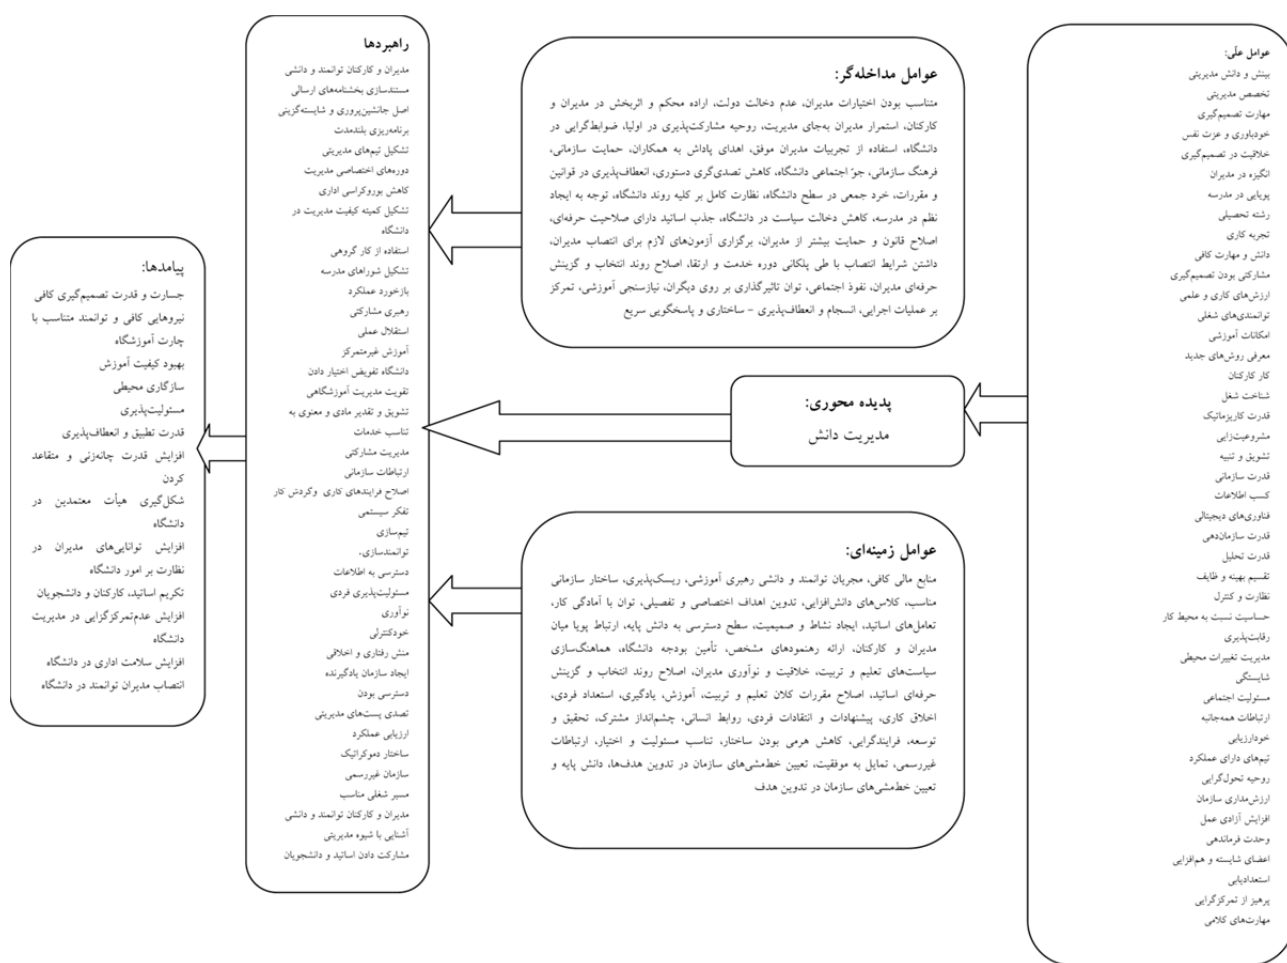 عوامل علّی:
بینش و دانش مدیریتی
تخصص مدیریتی
مهارت تصمیم‌گیری
خودباوری و عزت نفس
خلاقیت در تصمیم‌گیری
انگیزه در مدیران
پویایی در مدرسه
رشته تحصیلی
تجربه کاری
دانش و مهارت کافی
مشارکتی بودن تصمیم‌گیری
ارزش‌های کاری و علمی
توانمندی‌های شغلی
امکانات آموزشی
معرفی روش‌های جدید
کار کارکنان
شناخت شغل
قدرت کاریزماتیک
مشروعیت‌زایی
تشویق و تنبیه
قدرت سازمانی
کسب اطلاعات
فناوری‌های دیجیتالی
قدرت سازمان‌دهی
قدرت تحلیل
تقسیم بهینه و ظایف
نظارت و کنترل
حساسیت نسبت به محیط کار
رقابت‌پذیری
مدیریت تغییرات محیطی
شایستگی
مسئولیت اجتماعی
ارتباطات همه‌جانبه
خودارزیابی
تیم‌های دارای عملکرد
روحیه تحول‌گرایی
ارزش‌مداری سازمان
افزایش آزادی عمل
وحدت فرماندهی
اعضای شایسته و هم‌افزایی
استعدادیابی
پرهیز از تمرکزگرایی
مهارت‌های کلامی
عوامل مداخله‌گر:
متناسب بودن اختیارات مدیران، عدم دخالت دولت، اراده محکم و اثربخش در مدیران و
کارکنان، استمرار مدیران به‌جای مدیریت، روحیه مشارکت‌پذیری در اولیا، ضوابط‌گرایی در
دانشگاه، استفاده از تجربیات مدیران موفق، اهدای پاداش به همکاران، حمایت سازمانی،
فرهنگ سازمانی، جوّ اجتماعی دانشگاه، کاهش تصدی‌گری دستوری، انعطاف‌پذیری در قوانین
و مقررات، خرد جمعی در سطح دانشگاه، نظارت کامل بر کلیه روند دانشگاه، توجه به ایجاد
نظم در مدرسه، کاهش دخالت سیاست در دانشگاه، جذب اساتید دارای صلاحیت حرفه‌ای،
اصلاح قانون و حمایت بیشتر از مدیران، برگزاری آزمون‌های لازم برای انتصاب مدیران،
داشتن شرایط انتصاب با طی پلکانی دوره خدمت و ارتقا، اصلاح روند انتخاب و گزینش
حرفه‌ای مدیران، نفوذ اجتماعی، توان تاثیرگذاری بر روی دیگران، نیازسنجی آموزشی، تمرکز
بر عملیات اجرایی، انسجام و انعطاف‌پذیری – ساختاری و پاسخگویی سریع
پدیده محوری:
مدیریت دانش
عوامل زمینه‌ای:
منابع مالی کافی، مجریان توانمند و دانشی رهبری آموزشی، ریسک‌پذیری، ساختار سازمانی
مناسب، کلاس‌های دانش‌افزایی، تدوین اهداف اختصاصی و تفصیلی، توان با آمادگی کار،
تعامل‌های اساتید، ایجاد نشاط و صمیمیت، سطح دسترسی به دانش پایه، ارتباط پویا میان
مدیران و کارکنان، ارائه رهنمودهای مشخص، تأمین بودجه دانشگاه، هماهنگ‌سازی
سیاست‌های تعلیم و تربیت، خلاقیت و نوآوری مدیران، اصلاح روند انتخاب و گزینش
حرفه‌ای اساتید، اصلاح مقررات کلان تعلیم و تربیت، آموزش، یادگیری، استعداد فردی،
اخلاق کاری، پیشنهادات و انتقادات فردی، روابط انسانی، چشم‌انداز مشترک، تحقیق و
توسعه، فرایندگرایی، کاهش هرمی بودن ساختار، تناسب مسئولیت و اختیار، ارتباطات
غیررسمی، تمایل به موفقیت، تعیین خط‌مشی‌های سازمان در تدوین هدف‌ها، دانش پایه و
تعیین خط‌مشی‌های سازمان در تدوین هدف
راهبردها
مدیران و کارکنان توانمند و دانشی
مستندسازی بخشنامه‌های ارسالی
اصل جانشین‌پروری و شایسته‌گزینی
برنامه‌ریزی بلندمدت
تشکیل تیم‌های مدیریتی
دوره‌های اختصاصی مدیریت
کاهش بوروکراسی اداری
تشکیل کمیته کیفیت مدیریت در
دانشگاه
استفاده از کار گروهی
تشکیل شوراهای مدرسه
بازخورد عملکرد
رهبری مشارکتی
استقلال عملی
آموزش غیرمتمرکز
دانشگاه تفویض اختیار دادن
تقویت مدیریت آموزشگاهی
تشویق و تقدیر مادی و معنوی به
تناسب خدمات
مدیریت مشارکتی
ارتباطات سازمانی
اصلاح فرایندهای کاری وگردش کار
تفکر سیستمی
تیم‌سازی
توانمندسازی.
دسترسی به اطلاعات
مسئولیت‌پذیری فردی
نوآوری
خودکنترلی
منش رفتاری و اخلاقی
ایجاد سازمان یادگیرنده
دسترسی بودن
تصدی پست‌های مدیریتی
ارزیابی عملکرد
ساختار دموکراتیک
سازمان غیررسمی
مسیر شغلی مناسب
مدیران و کارکنان توانمند و دانشی
آشنایی با شیوه مدیریتی
مشارکت دادن اساتید و دانشجویان
پیامدها:
جسارت و قدرت تصمیم‌گیری کافی
نیروهایی کافی و توانمند متناسب با
چارت آموزشگاه
بهبود کیفیت آموزش
سازگاری محیطی
مسئولیت‌پذیری
قدرت تطبیق و انعطاف‌پذیری
افزایش قدرت چانه‌زنی و متقاعد
کردن
شکل‌گیری هیأت معتمدین در
دانشگاه
افزایش توانایی‌های مدیران در
نظارت بر امور دانشگاه
تکریم اساتید، کارکنان و دانشجویان
افزایش عدم‌تمرکزگرایی در مدیریت
دانشگاه
افزایش سلامت اداری در دانشگاه
انتصاب مدیران توانمند در دانشگاه